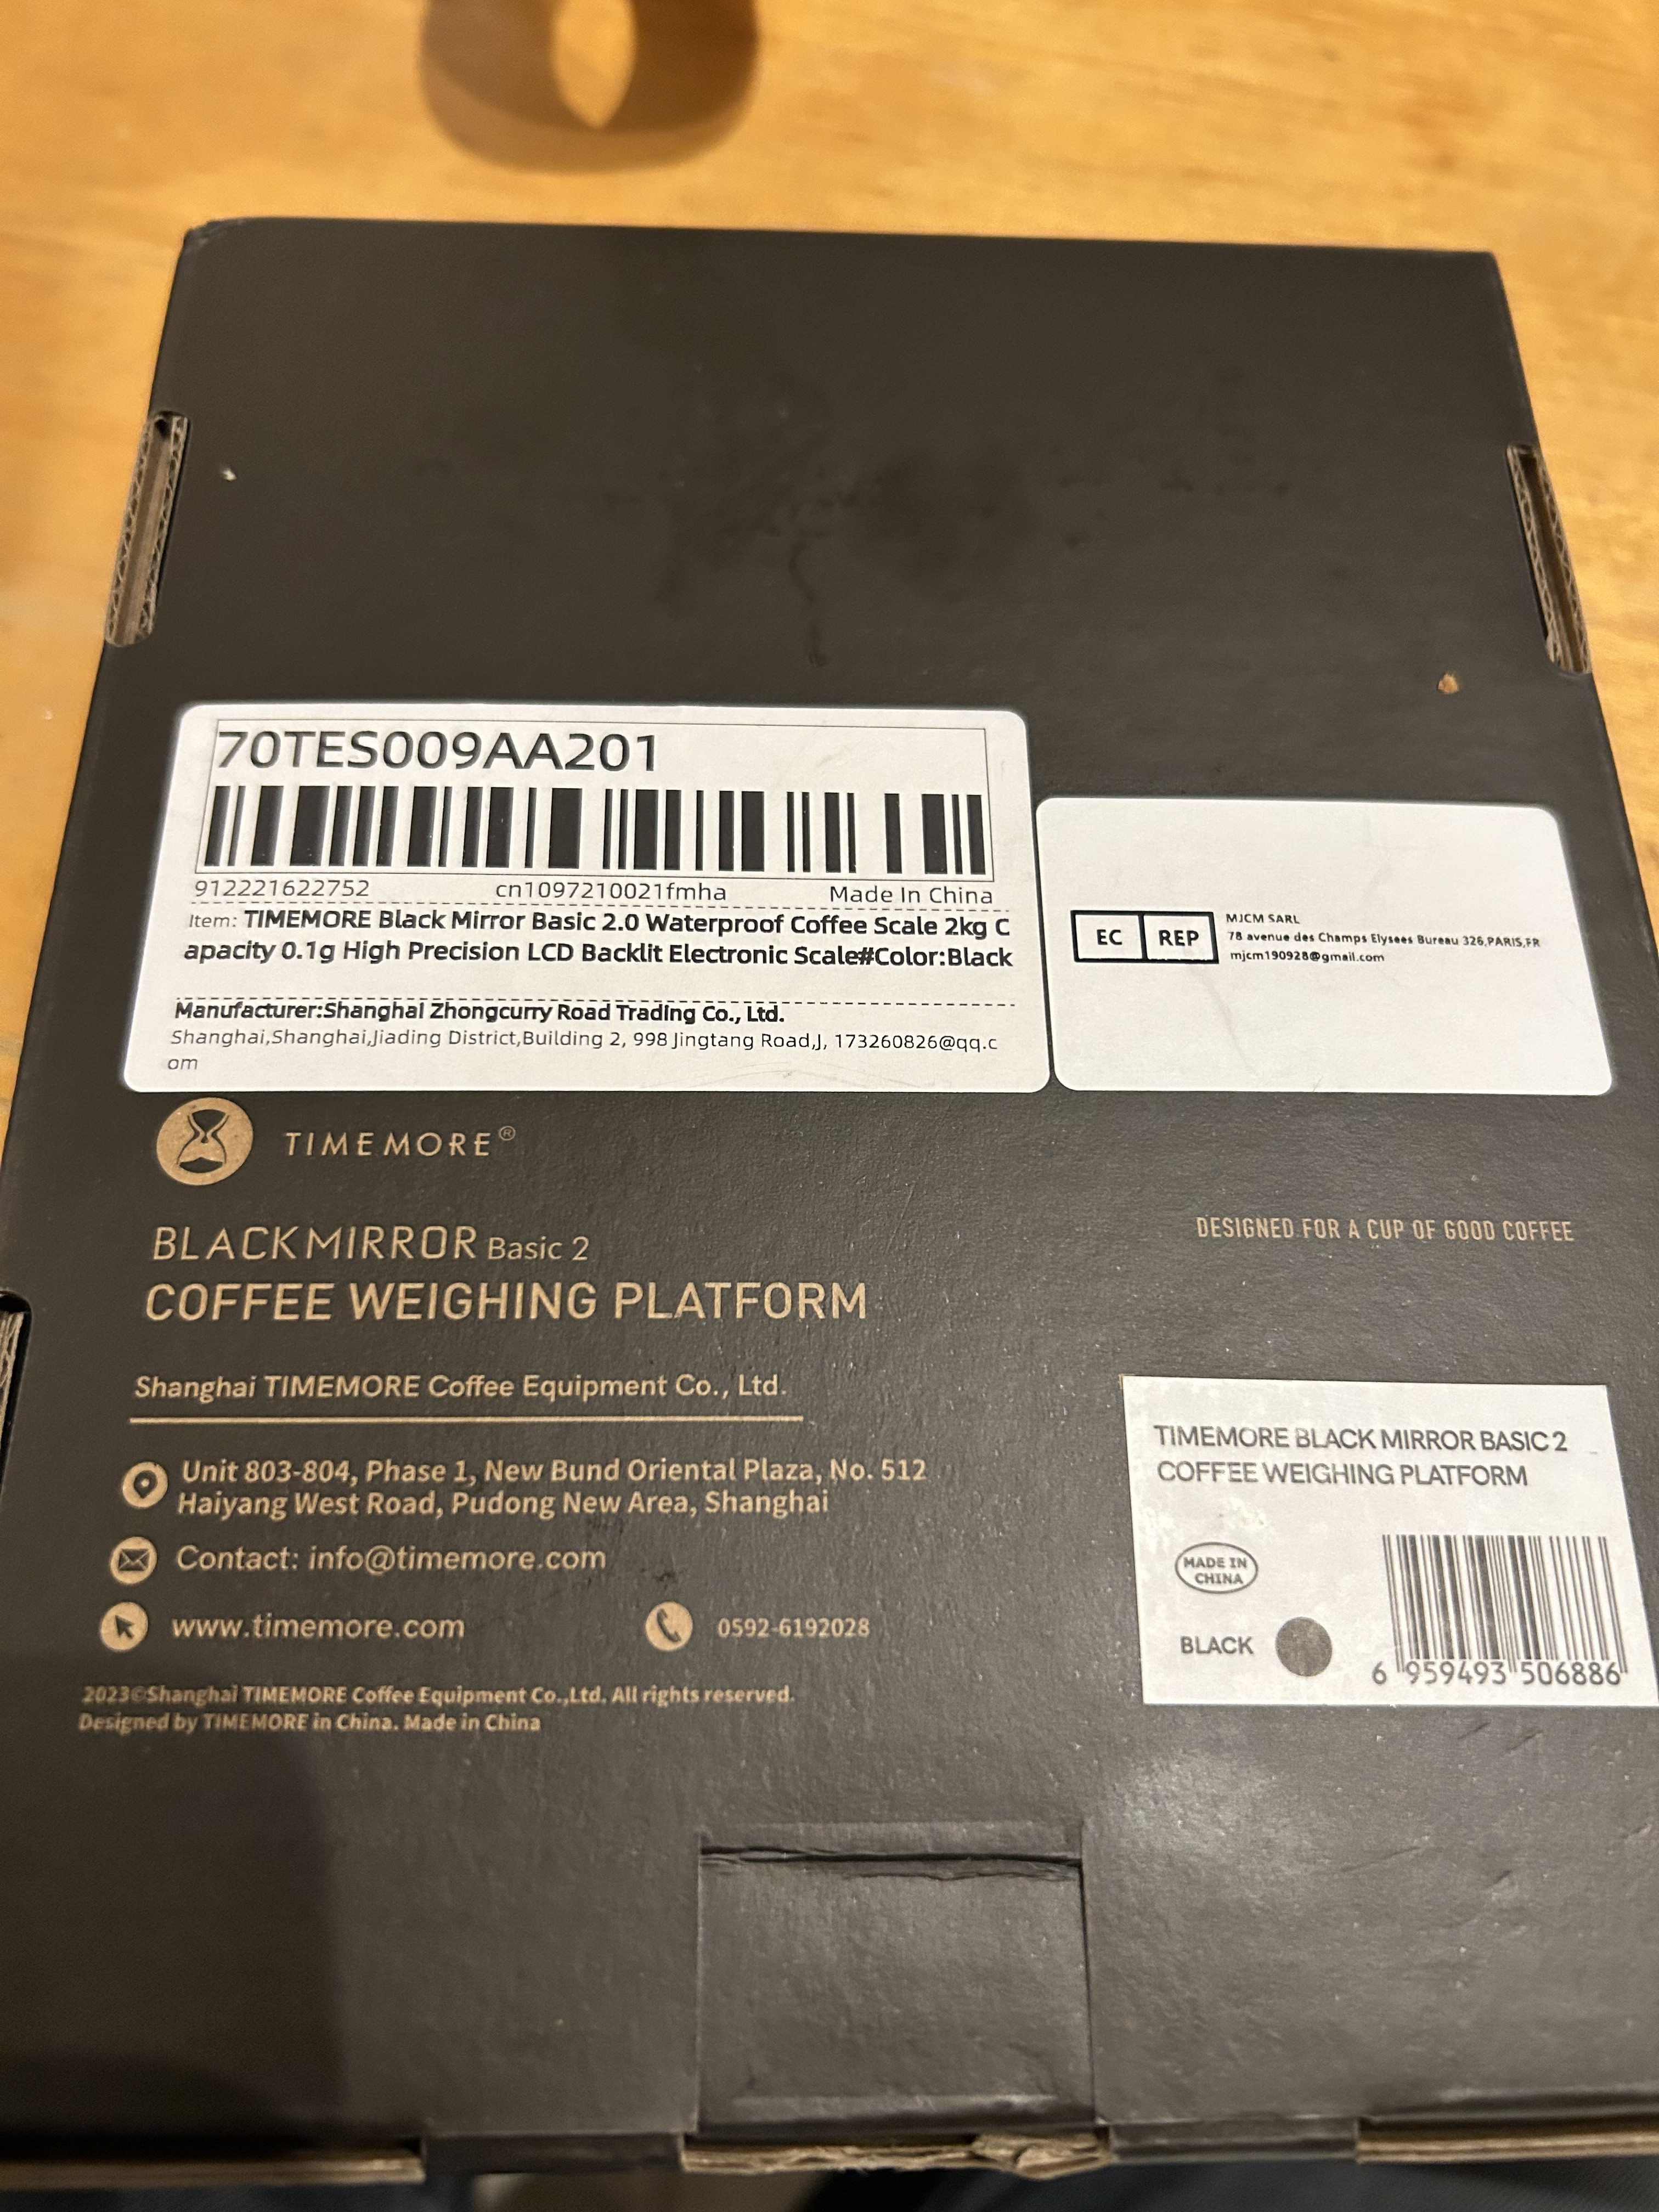 70TES009AA201
912221622752 cn1097210021fmha Made In China
Item: TIMEMORE Black Mirror Basic 2.0 Waterproof Coffee Scale 2kg C
apacity 0.1g High Precision LCD Backlit Electronic Scale#Color:Black
Manufacturer:Shanghai Zhongcurry Road Trading Co., Ltd.
Shanghai,Shanghai,Jiading District,Building 2, 998 Jingtang Road,J, 173260826@qq.c
om
EC REP
MJCM SARL
78 avenue des Champs Elysees Bureau 326,PARIS,FR
mjcm190928@gmail.com
TIMEMORE®
BLACKMIRROR Basic 2
COFFEE WEIGHING PLATFORM
DESIGNED FOR A CUP OF GOOD COFFEE
Shanghai TIMEMORE Coffee Equipment Co., Ltd.
Unit 803-804, Phase 1, New Bund Oriental Plaza, No. 512
Haiyang West Road, Pudong New Area, Shanghai
Contact: info@timemore.com
www.timemore.com 0592-6192028
2023©Shanghai TIMEMORE Coffee Equipment Co.,Ltd. All rights reserved.
Designed by TIMEMORE in China. Made in China
TIMEMORE BLACK MIRROR BASIC 2
COFFEE WEIGHING PLATFORM
MADE IN
CHINA
BLACK
6 959493 506886